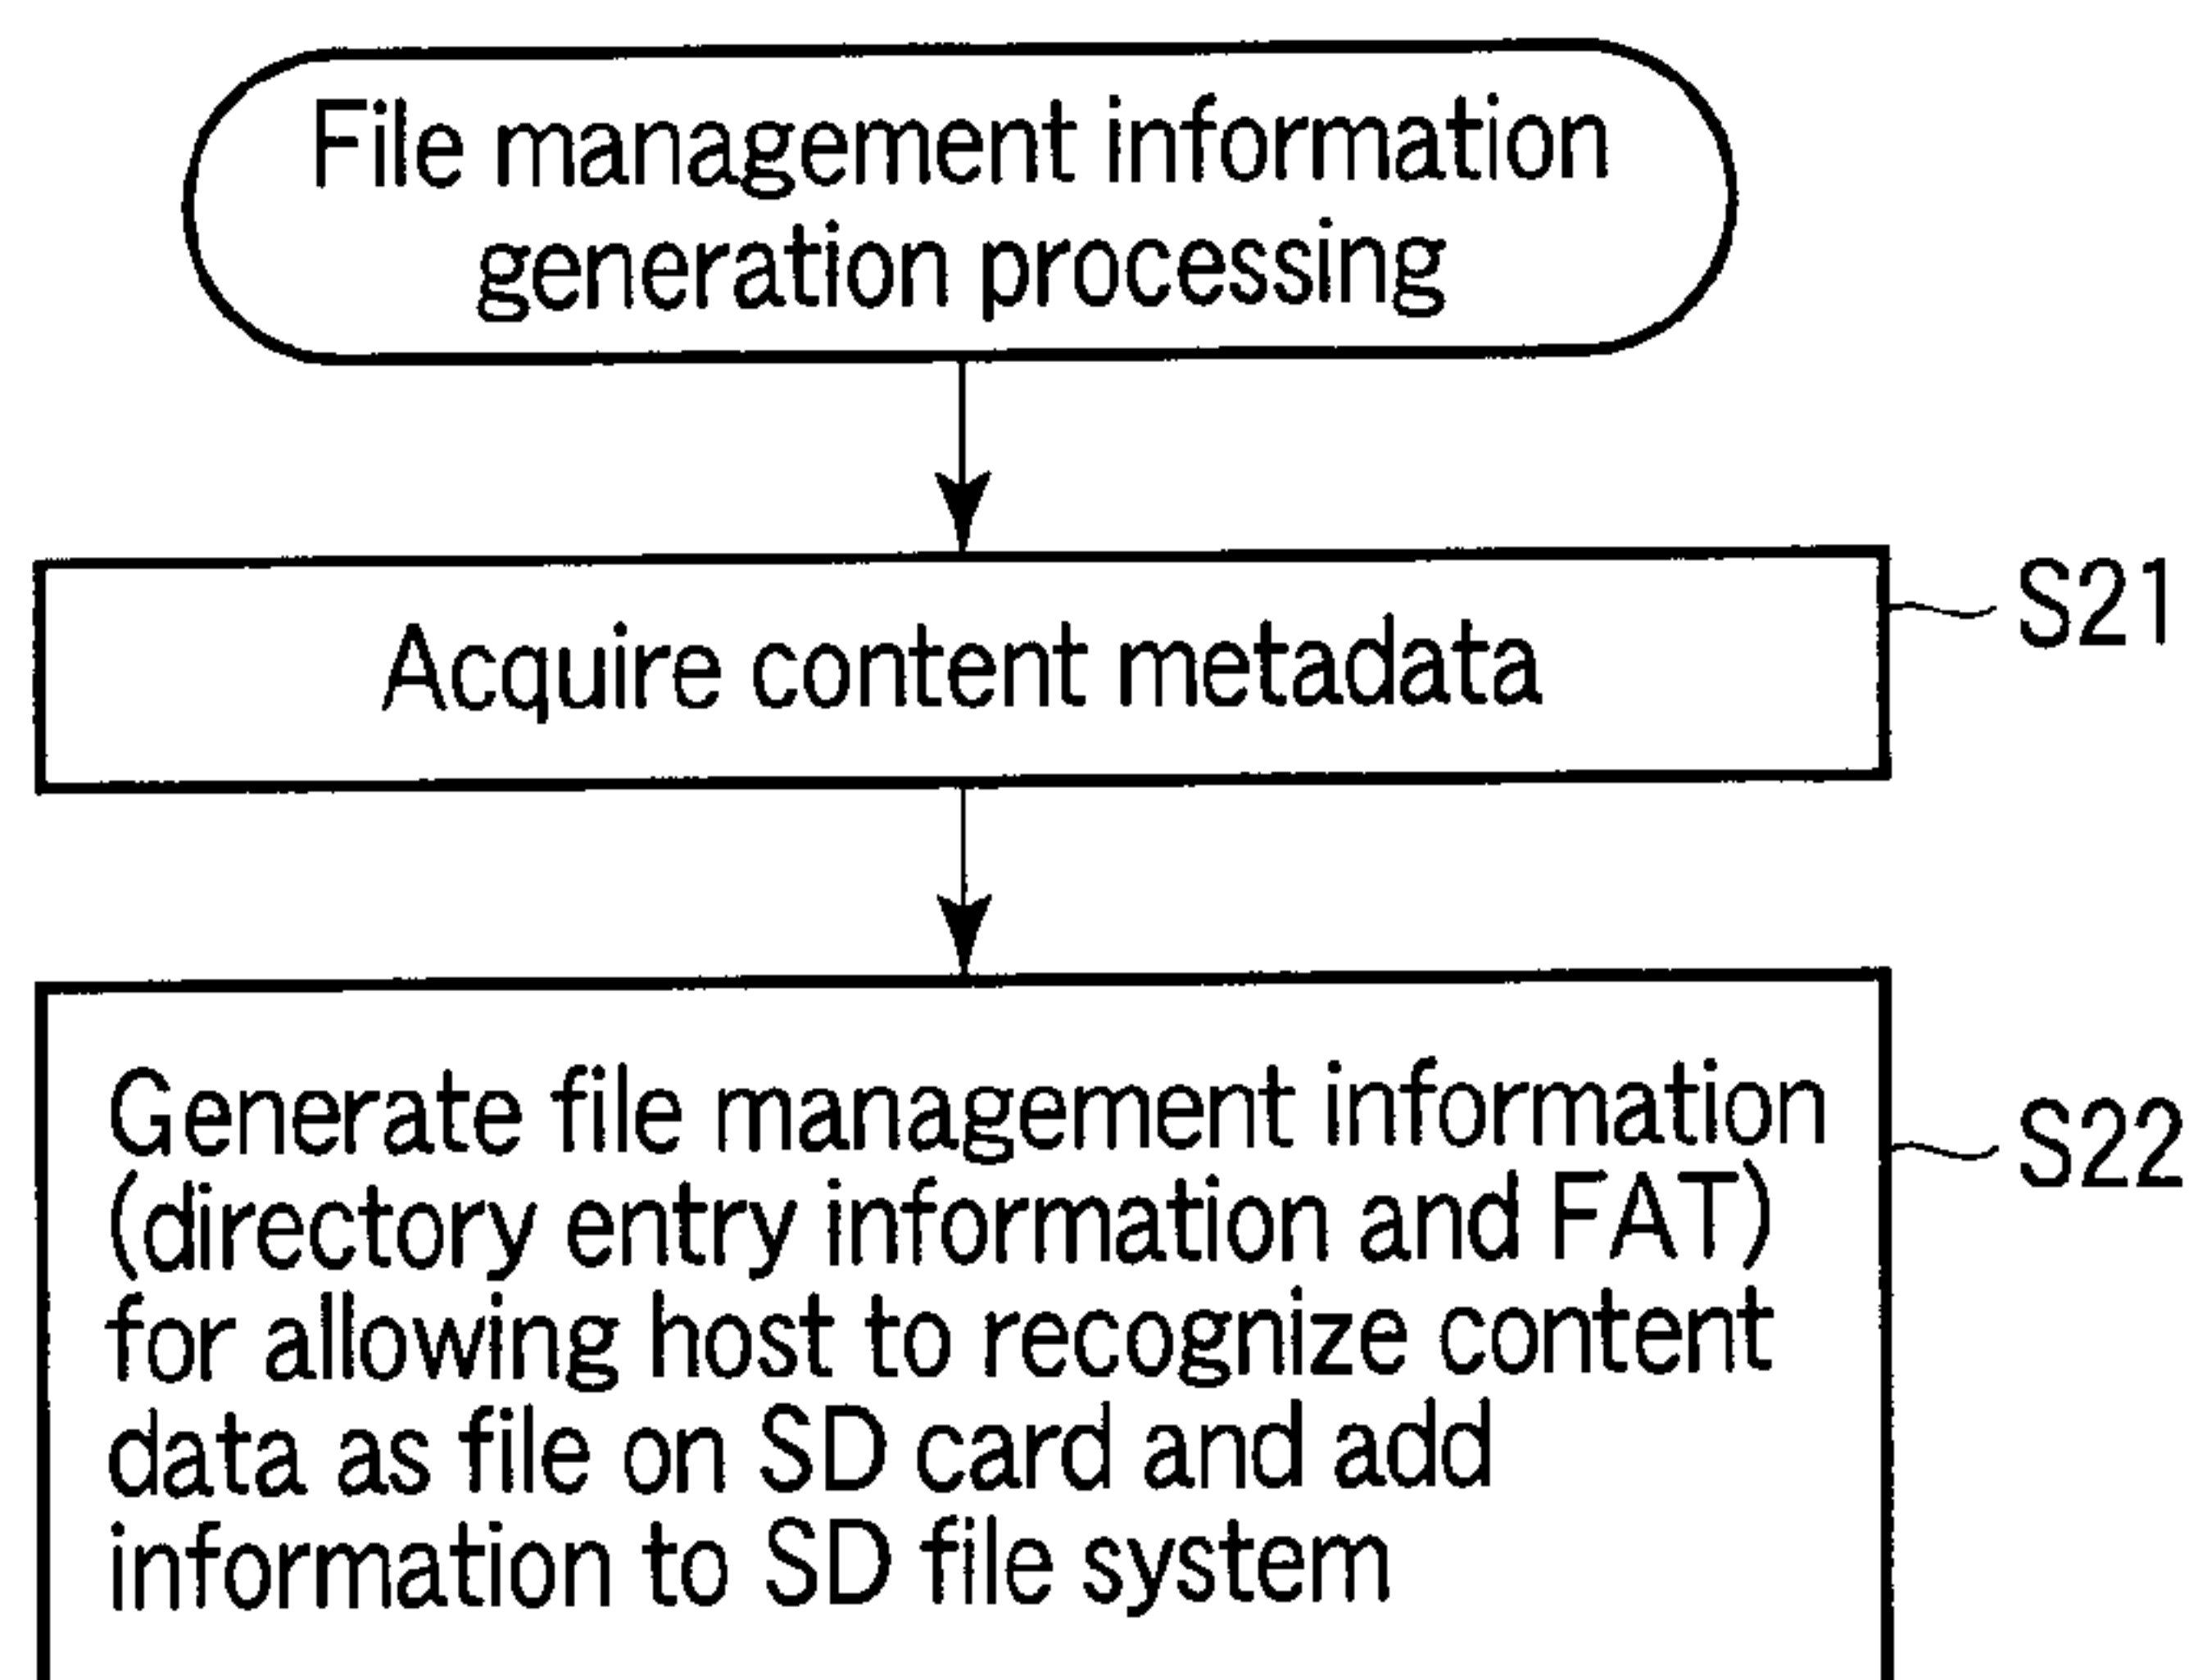 File management information
generation processing
Acquire content metadata
S21
Generate file management information
(directory entry information and FAT)
for allowing host to recognize content
data as file on SD card and add
information to SD file system
S22